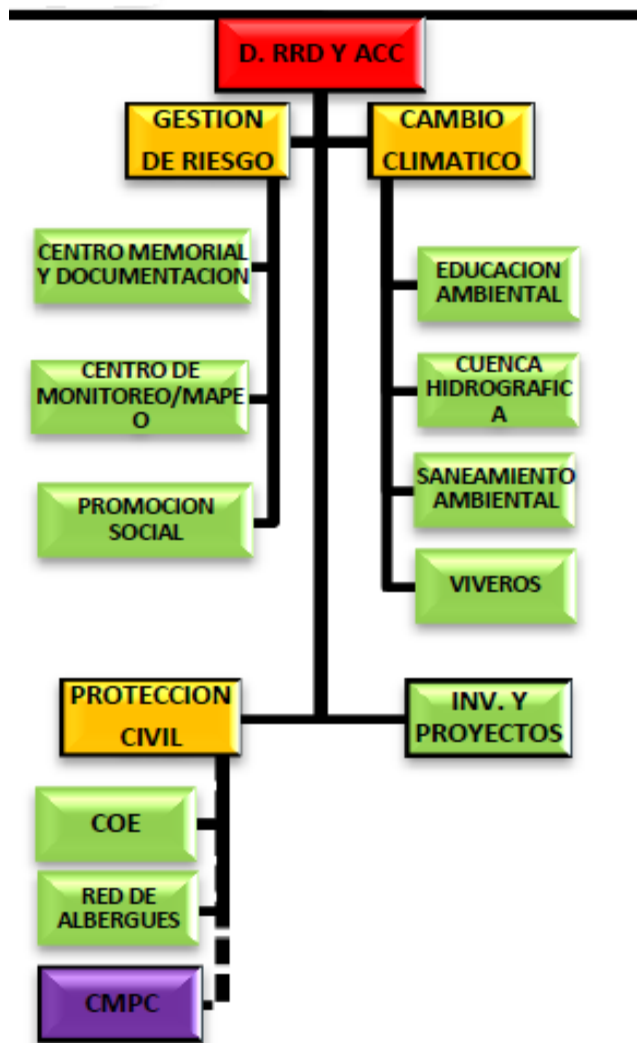 D. RRD Y ACC
GESTION
DE RIESGO
CAMBIO
CLIMATICO
CENTRO MEMORIAL
Y DOCUMENTACION
EDUCACION
AMBIENTAL
CENTRO DE
MONITOREO/MAPE
O
CUENCA
HIDROGRAFIC
A
PROMOCION
SOCIAL
SANEAMIENTO
AMBIENTAL
VIVEROS
PROTECCION
CIVIL
INV. Y
PROYECTOS
COE
RED DE
ALBERGUES
CMPC